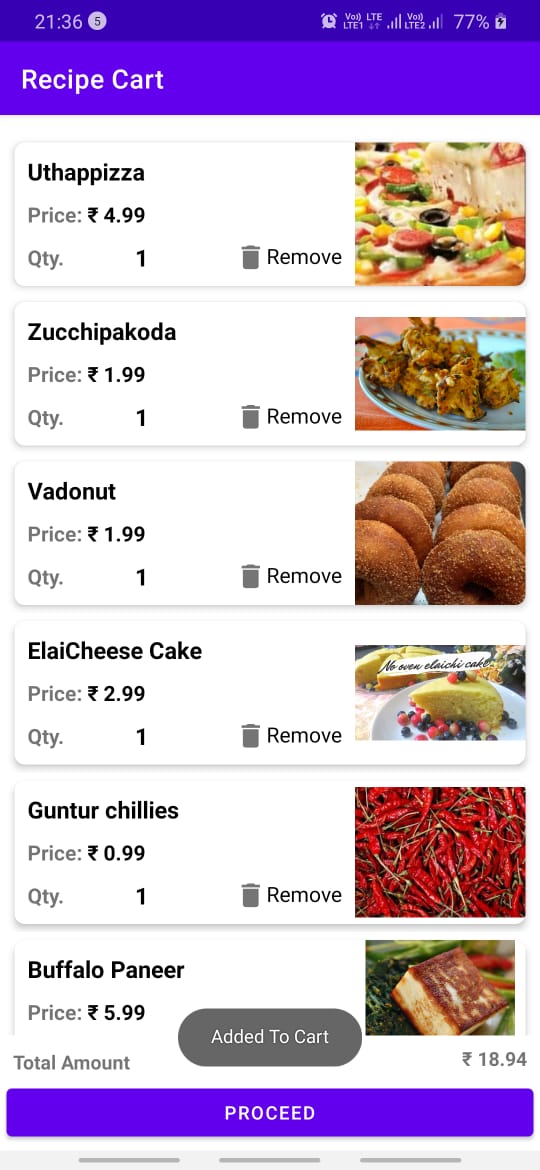 21:36 5 Vo) LTE Vo) 77%
LTE1 LTE2
Recipe Cart
Uthappizza
Price: ₹ 4.99
Qty. 1 Remove
Zucchipakoda
Price: ₹ 1.99
Qty. 1 Remove
Vadonut
Price: ₹ 1.99
Qty. 1 Remove
ElaiCheese Cake
No oven elaichi cake
Price: ₹ 2.99
Qty. 1 Remove
Guntur chillies
Price: ₹ 0.99
Qty. 1 Remove
Buffalo Paneer
Price: ₹ 5.99
Added To Cart
Total Amount ₹ 18.94
PROCEED